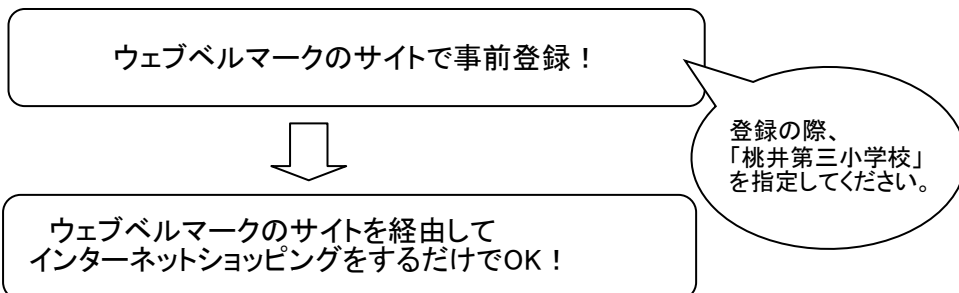 ウェブベルマークのサイトで事前登録！
登録の際、
「桃井第三小学校」
を指定してください。
ウェブベルマークのサイトを経由して
インターネットショッピングをするだけでOK！